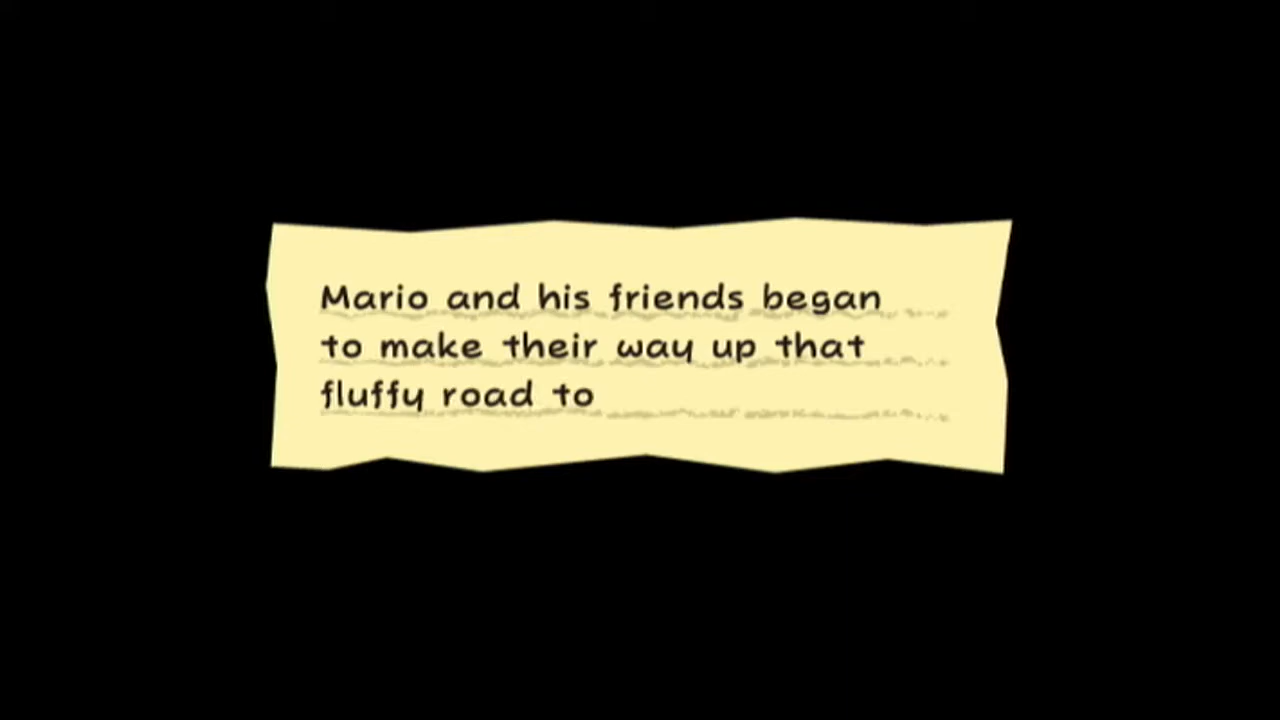 Mario and his friends began
to make their way up that
fluffy road to